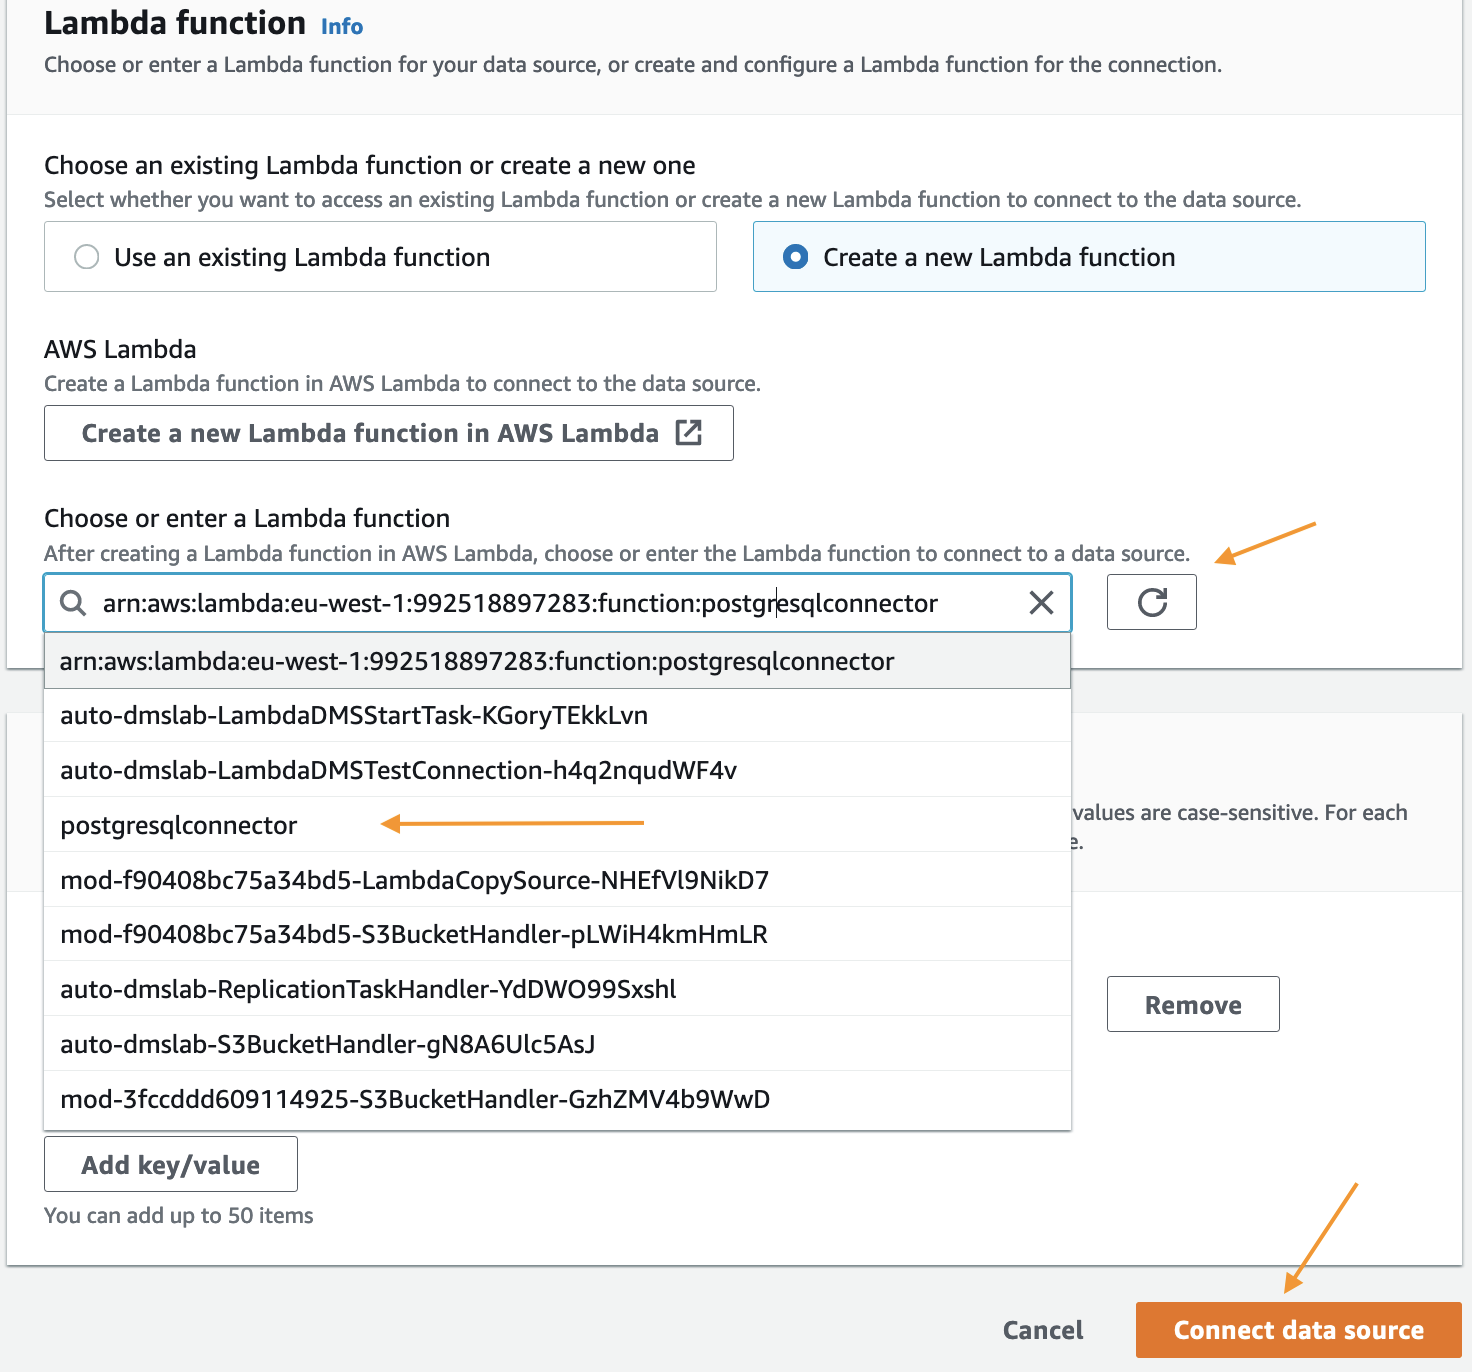 Lambda function Info
Choose or enter a Lambda function for your data source, or create and configure a Lambda function for the connection.
Choose an existing Lambda function or create a new one
Select whether you want to access an existing Lambda function or create a new Lambda function to connect to the data source.
Use an existing Lambda function
Create a new Lambda function
AWS Lambda
Create a Lambda function in AWS Lambda to connect to the data source.
Create a new Lambda function in AWS Lambda
Choose or enter a Lambda function
After creating a Lambda function in AWS Lambda, choose or enter the Lambda function to connect to a data source.
arn:aws:lambda:eu-west-1:992518897283:function:postgresqlconnector
arn:aws:lambda:eu-west-1:992518897283:function:postgresqlconnector
auto-dmslab-LambdaDMSStartTask-KGoryTEkkLvn
auto-dmslab-LambdaDMSTestConnection-h4q2nqudWF4v
values are case-sensitive. For each
postgresqlconnector
e.
mod-f90408bc75a34bd5-LambdaCopySource-NHEfVl9NikD7
mod-f90408bc75a34bd5-S3BucketHandler-pLWiH4kmHmLR
auto-dmslab-ReplicationTaskHandler-YdDWO99Sxshl
Remove
auto-dmslab-S3BucketHandler-gN8A6Ulc5AsJ
mod-3fccddd609114925-S3BucketHandler-GzhZMV4b9WwD
Add key/value
You can add up to 50 items
Cancel
Connect data source